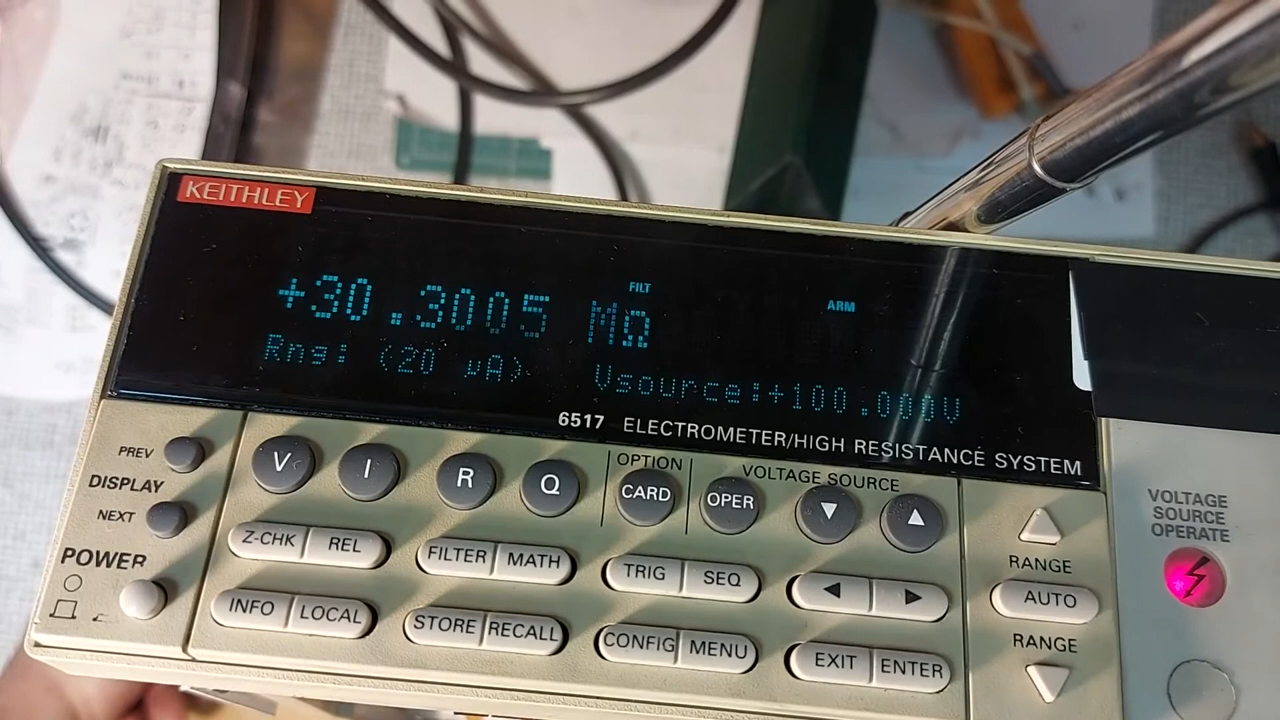 KEITHLEY
FILT
ARM
+30.3005 MΩ
Rng: (20 µA)
Vsource:+100.000V
6517 ELECTROMETER/HIGH RESISTANCE SYSTEM
PREV
DISPLAY
NEXT
POWER
V
I
R
Q
OPTION
CARD
VOLTAGE SOURCE
OPER
Z-CHK
REL
FILTER
MATH
TRIG
SEQ
INFO
LOCAL
STORE
RECALL
CONFIG
MENU
EXIT
ENTER
RANGE
AUTO
RANGE
VOLTAGE
SOURCE
OPERATE